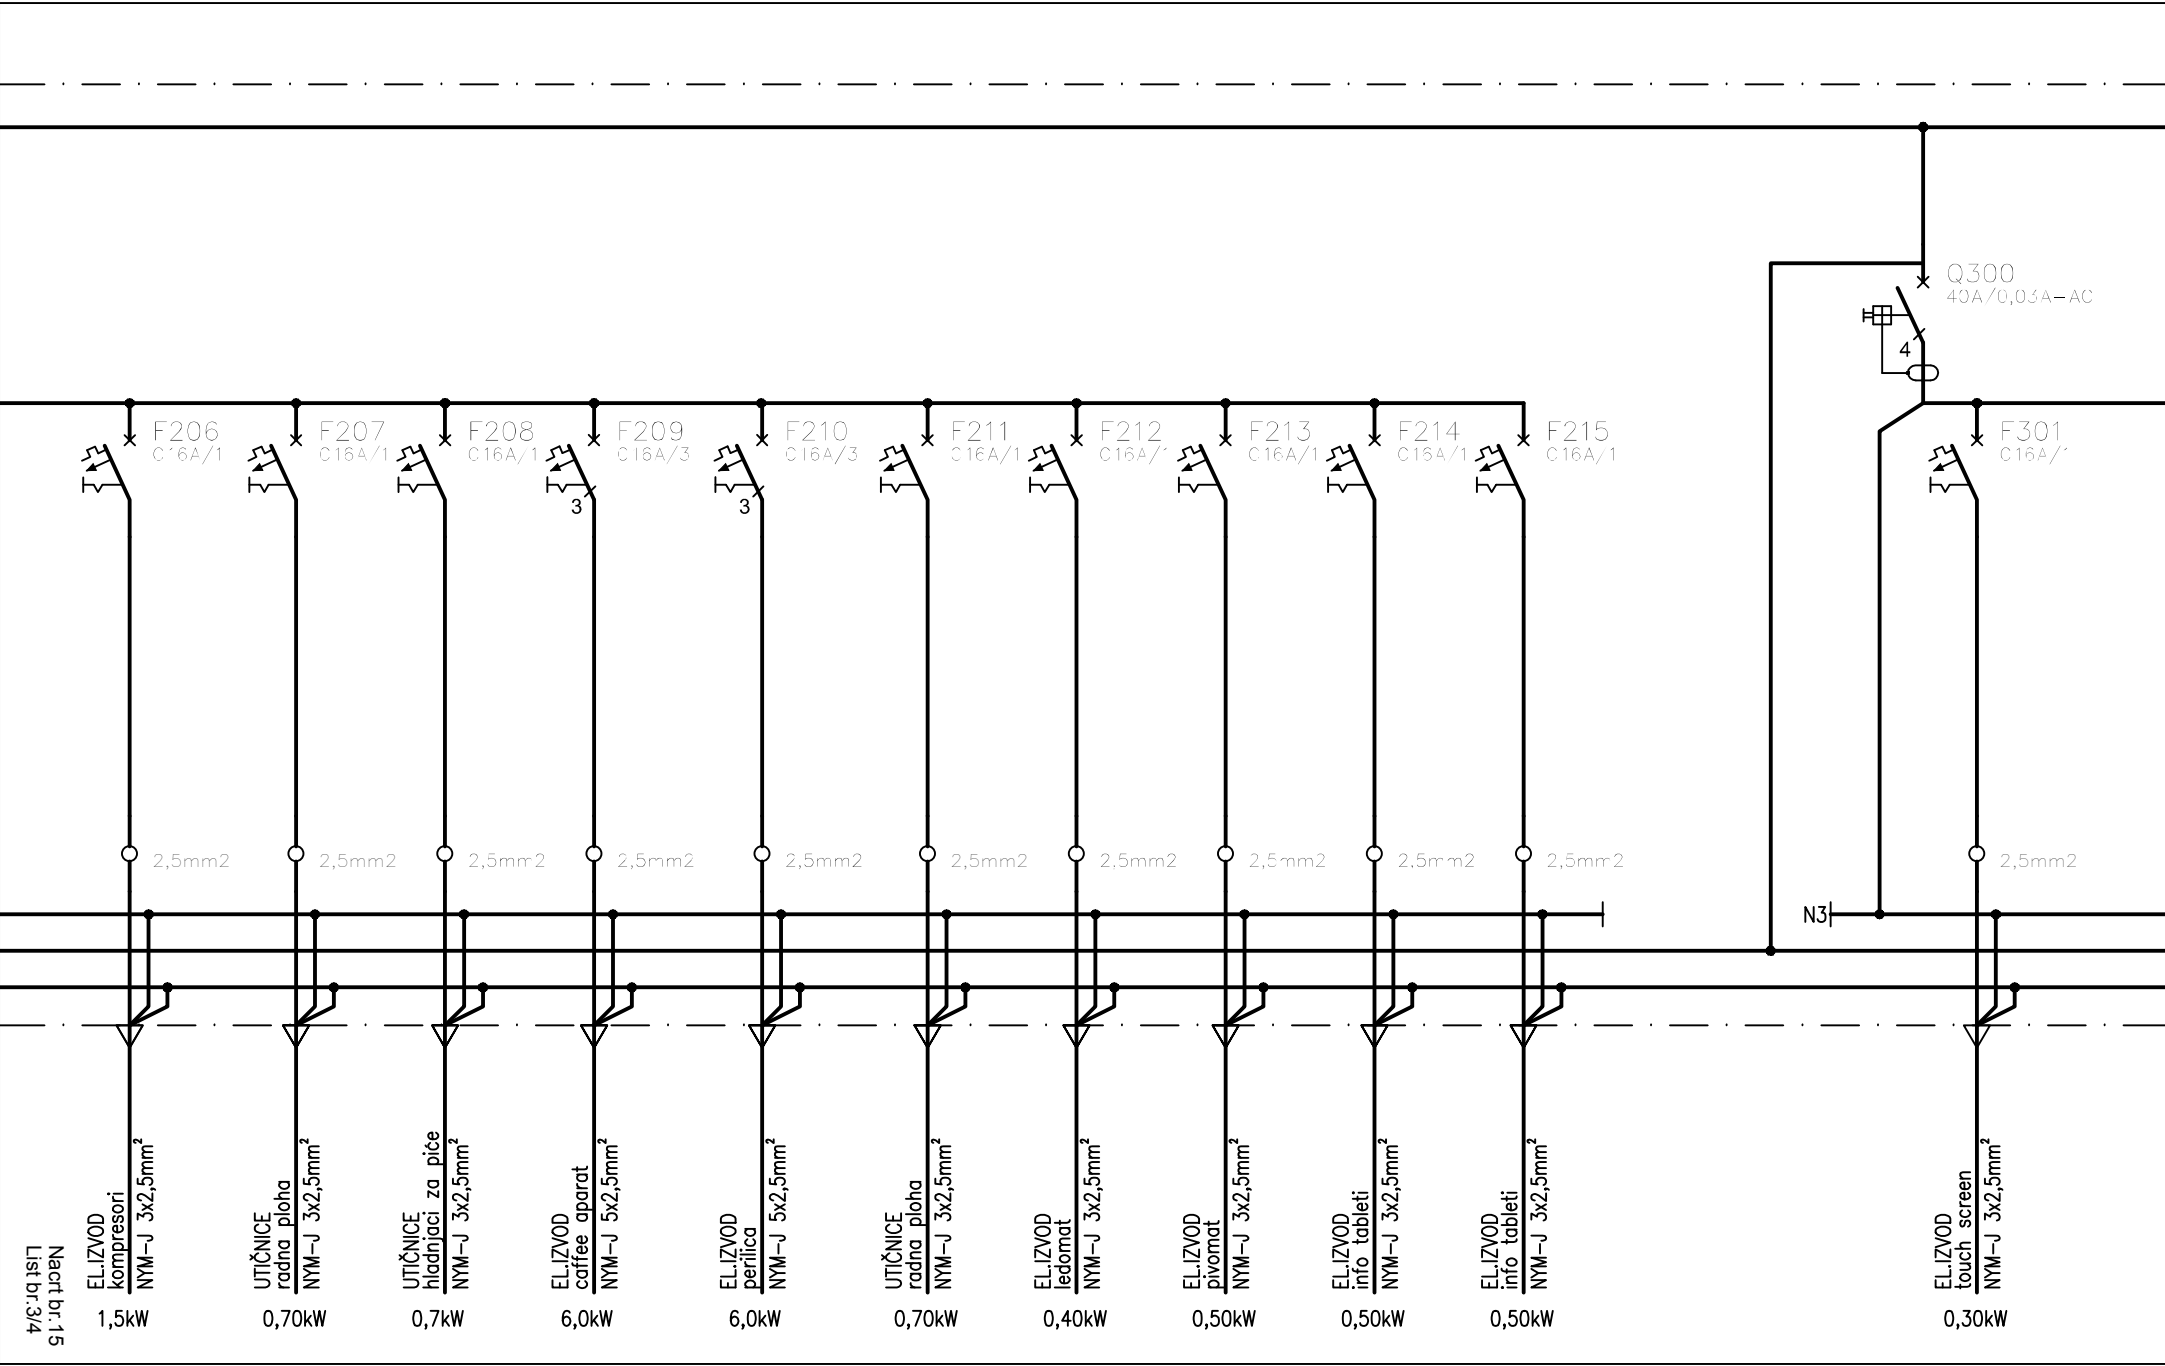 Q300
40A/0,03A-AC
4
F206
C16A/1
F207
C16A/1
F208
C16A/1
F209
C16A/3
3
F210
C16A/3
3
F211
C16A/1
F212
C16A/1
F213
C16A/1
F214
C16A/1
F215
C16A/1
F301
C16A/1
2,5mm2
2,5mm2
2,5mm2
2,5mm2
2,5mm2
2,5mm2
2,5mm2
2,5mm2
2,5mm2
2,5mm2
2,5mm2
N3
EL.IZVOD
kompresori
NYM-J 3x2,5mm²
1,5kW
UTIČNICE
radna ploha
NYM-J 3x2,5mm²
0,70kW
UTIČNICE
hladnjaci za piće
NYM-J 3x2,5mm²
0,7kW
EL.IZVOD
caffee aparat
NYM-J 5x2,5mm²
6,0kW
EL.IZVOD
perilica
NYM-J 5x2,5mm²
6,0kW
UTIČNICE
radna ploha
NYM-J 3x2,5mm²
0,70kW
EL.IZVOD
ledomat
NYM-J 3x2,5mm²
0,40kW
EL.IZVOD
pivomat
NYM-J 3x2,5mm²
0,50kW
EL.IZVOD
info tableti
NYM-J 3x2,5mm²
0,50kW
EL.IZVOD
info tableti
NYM-J 3x2,5mm²
0,50kW
EL.IZVOD
touch screen
NYM-J 3x2,5mm²
0,30kW
Nacrt br.15
List br.3/4